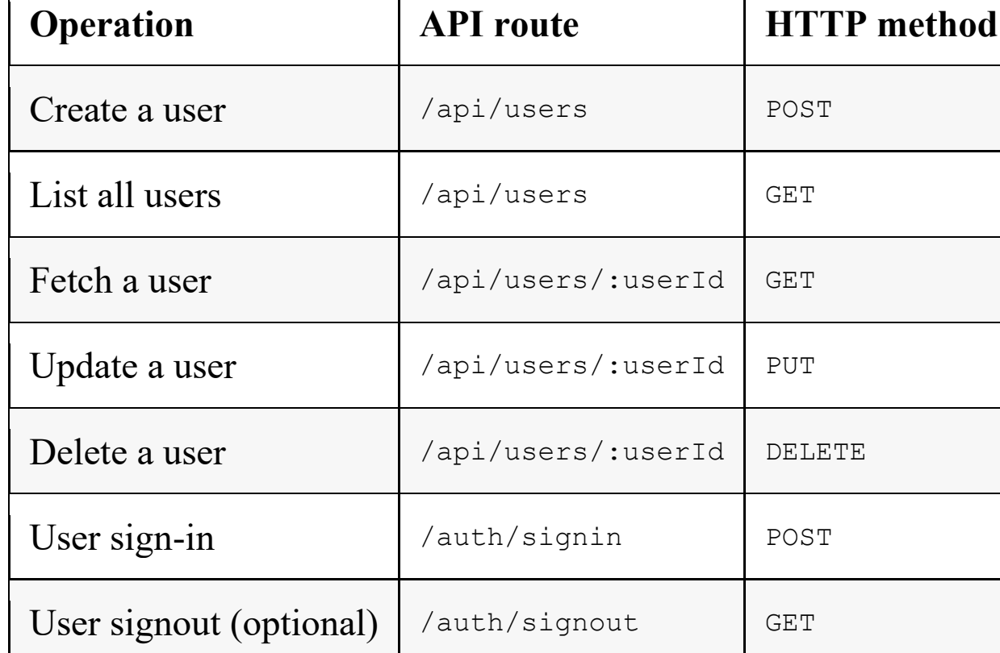 Operation API route HTTP method
Create a user /api/users POST
List all users /api/users GET
Fetch a user /api/users/:userId GET
Update a user /api/users/:userId PUT
Delete a user /api/users/:userId DELETE
User sign-in /auth/signin POST
User signout (optional) /auth/signout GET